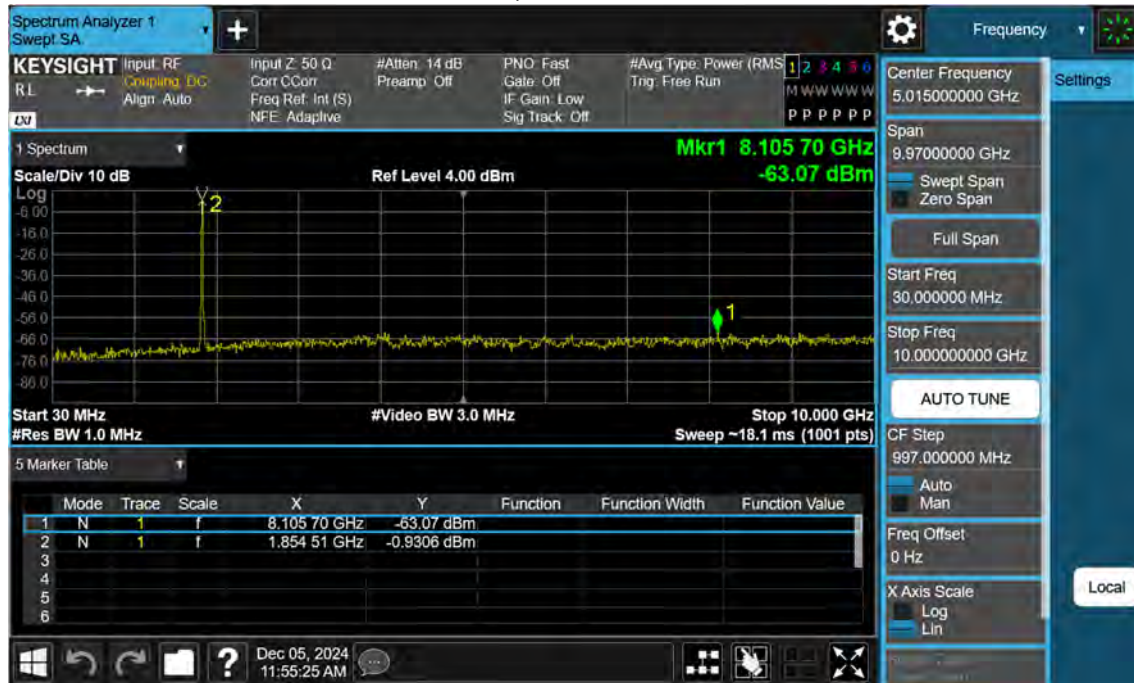 Spectrum Analyzer 1
Swept SA
+
Frequency
KEYSIGHT
RL
LXI
Input: RF
Coupling: DC
Align: Auto
Input Z: 50 Ω
Corr CCorr
Freq Ref: Int (S)
NFE: Adaptive
#Atten: 14 dB
Preamp: Off
PNO: Fast
Gate: Off
IF Gain: Low
Sig Track: Off
#Avg Type: Power (RMS
Trig: Free Run
1 2 3 4 5 6
M W W W W W
P P P P P P
1 Spectrum
Scale/Div 10 dB
Ref Level 4.00 dBm
Mkr1 8.105 70 GHz
-63.07 dBm
Log
-6.00
-16.0
-26.0
-36.0
-46.0
-56.0
-66.0
-76.0
-86.0
2
1
Start 30 MHz
#Video BW 3.0 MHz
Stop 10.000 GHz
#Res BW 1.0 MHz
Sweep ~18.1 ms (1001 pts)
5 Marker Table
Mode Trace Scale X Y Function Function Width Function Value
1 N 1 f 8.105 70 GHz -63.07 dBm
2 N 1 f 1.854 51 GHz -0.9306 dBm
3
4
5
6
?
Dec 05, 2024
11:55:25 AM
Center Frequency
5.015000000 GHz
Settings
Span
9.97000000 GHz
Swept Span
Zero Span
Full Span
Start Freq
30.000000 MHz
Stop Freq
10.000000000 GHz
AUTO TUNE
CF Step
997.000000 MHz
Auto
Man
Freq Offset
0 Hz
X Axis Scale
Log
Lin
Local